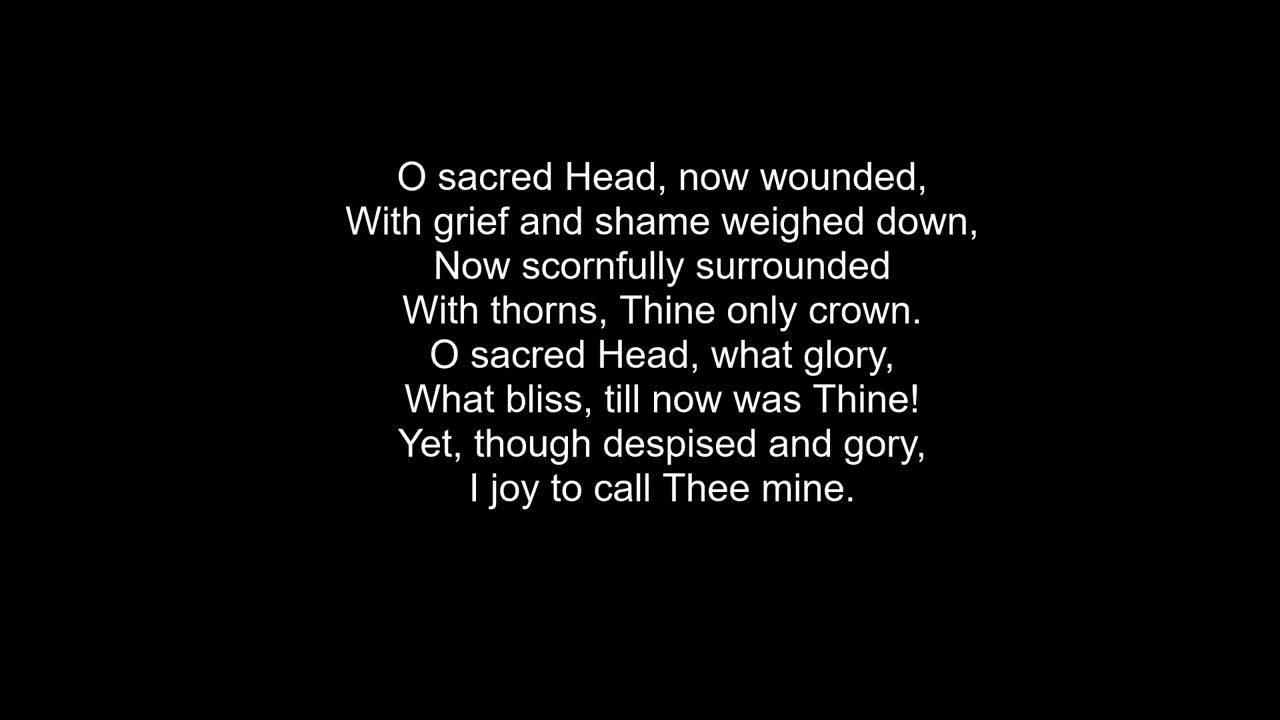 O sacred Head, now wounded,
With grief and shame weighed down,
Now scornfully surrounded
With thorns, Thine only crown.
O sacred Head, what glory,
What bliss, till now was Thine!
Yet, though despised and gory,
I joy to call Thee mine.